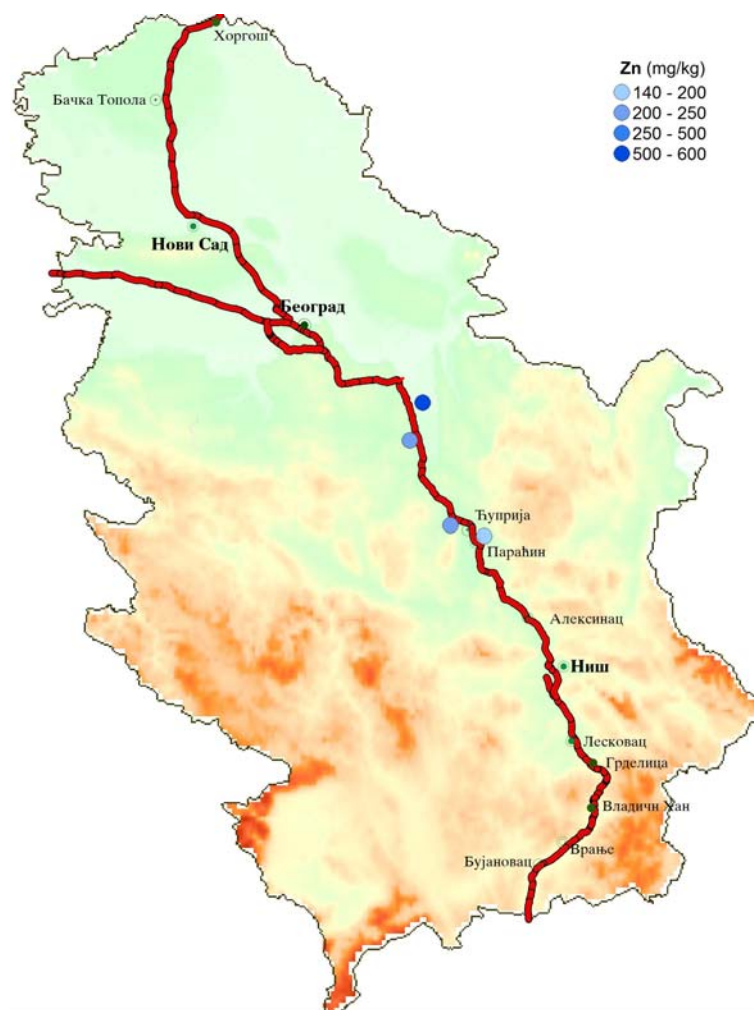 Хоргош
Zn (mg/kg)
140 - 200
Бачка Топола
200 - 250
250 - 500
500 - 600
Нови Сад
Београд
Ћуприја
Параћин
Алексинац
Ниш
Лесковац
Грделица
Владичн Хан
Врање
Бујановац